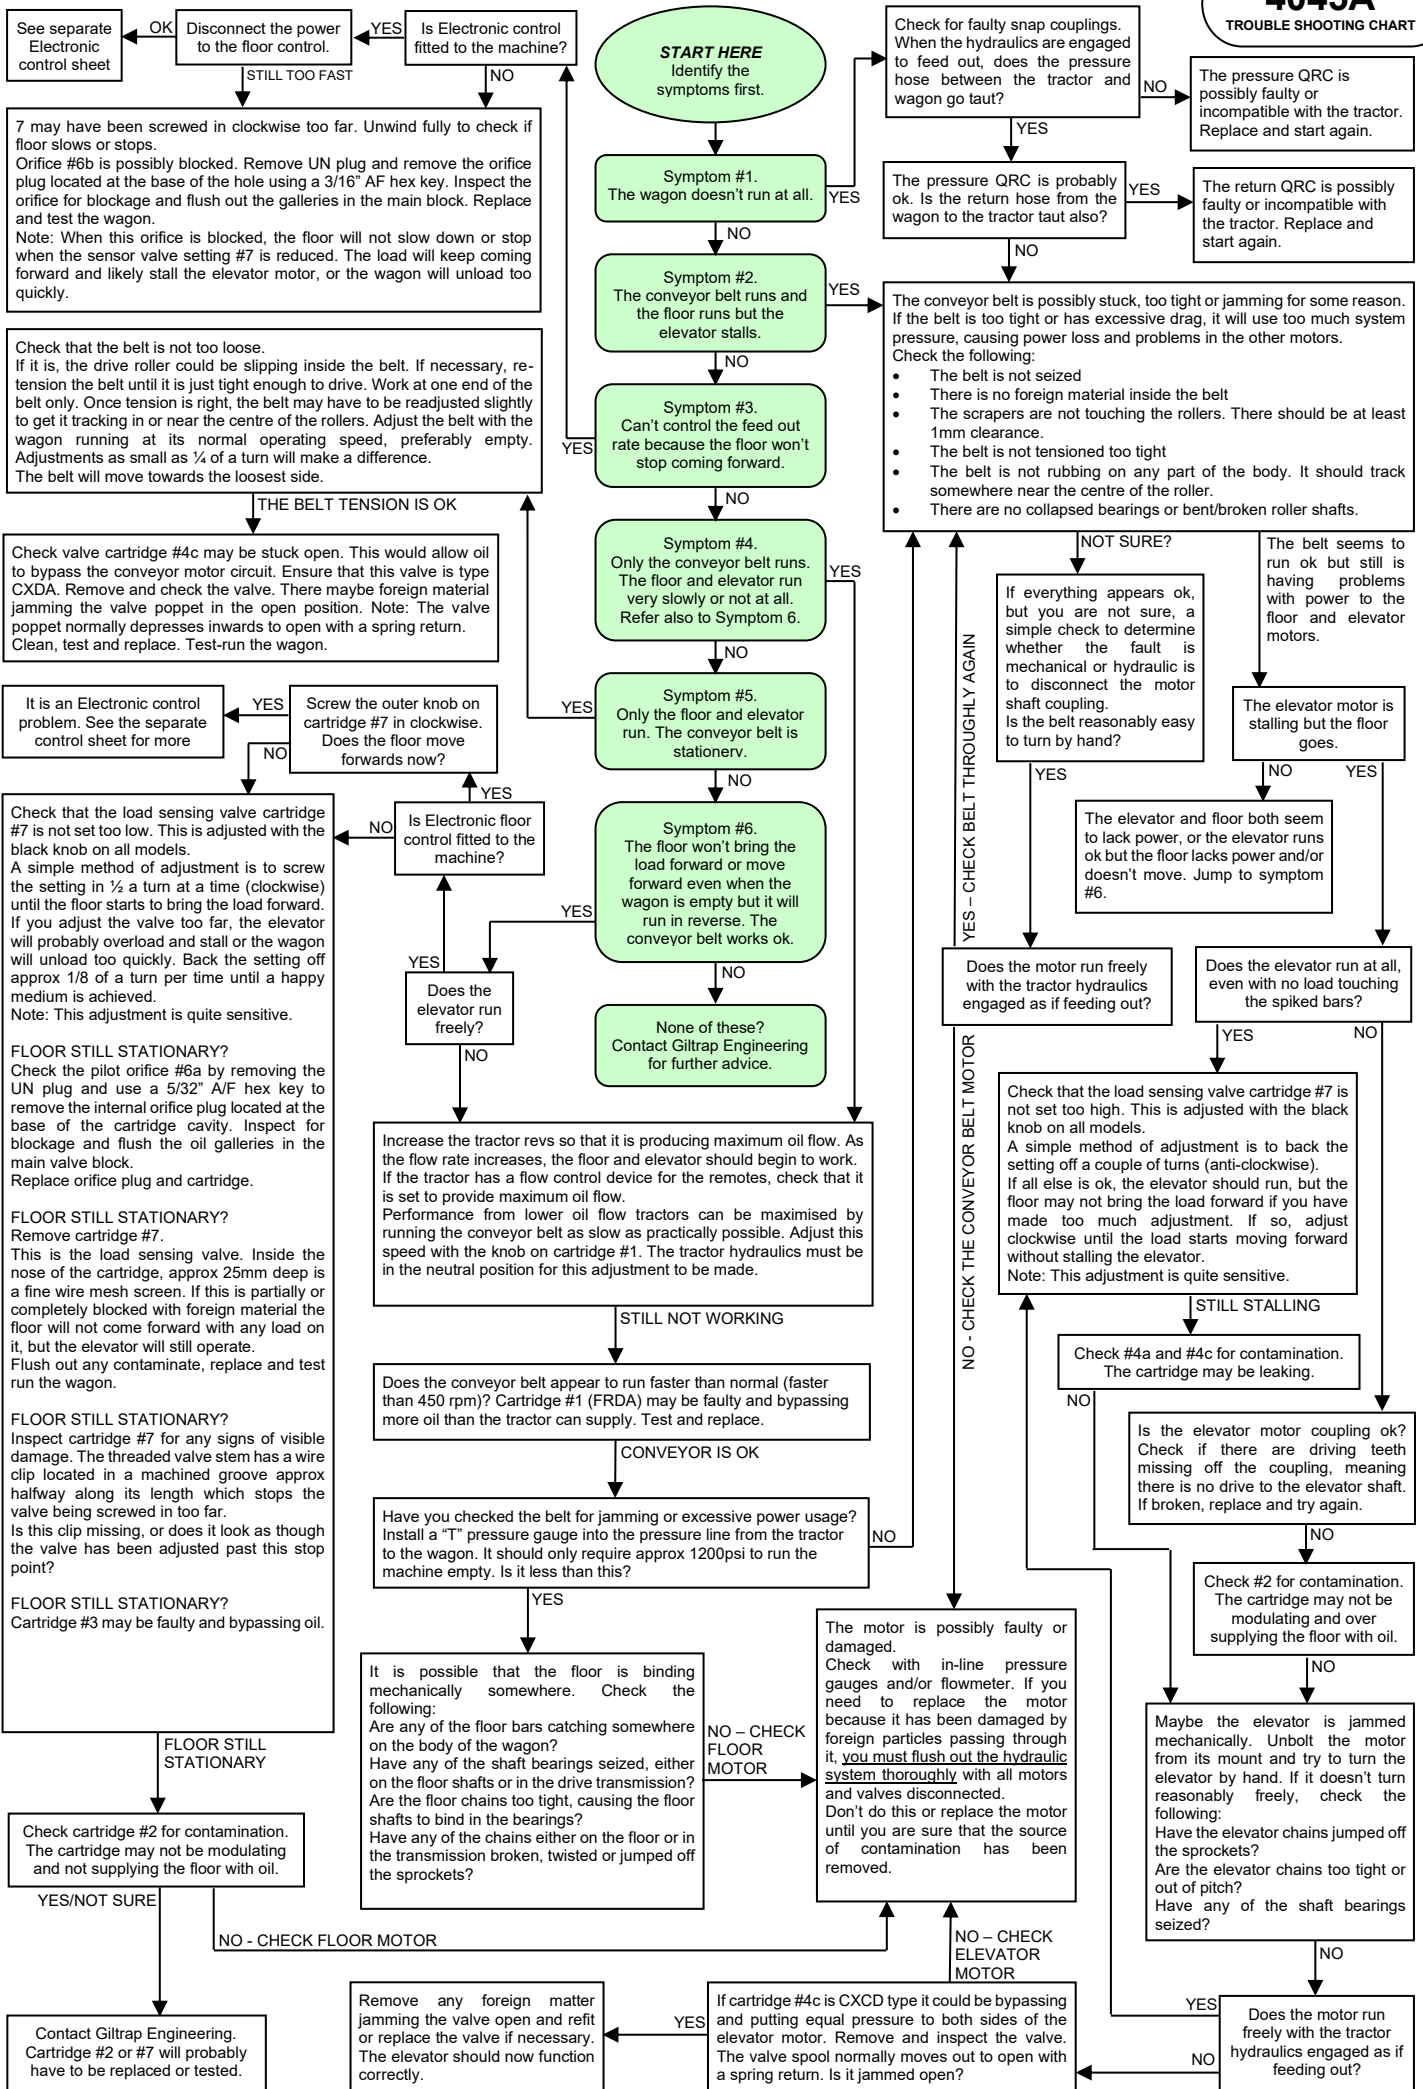 4045A
TROUBLE SHOOTING CHART
See separate
Electronic
control sheet
OK
Disconnect the power
to the floor control.
YES
Is Electronic control
fitted to the machine?
STILL TOO FAST
NO
7 may have been screwed in clockwise too far. Unwind fully to check if
floor slows or stops.
Orifice #6b is possibly blocked. Remove UN plug and remove the orifice
plug located at the base of the hole using a 3/16” AF hex key. Inspect the
orifice for blockage and flush out the galleries in the main block. Replace
and test the wagon.
Note: When this orifice is blocked, the floor will not slow down or stop
when the sensor valve setting #7 is reduced. The load will keep coming
forward and likely stall the elevator motor, or the wagon will unload too
quickly.
Check that the belt is not too loose.
If it is, the drive roller could be slipping inside the belt. If necessary, re-
tension the belt until it is just tight enough to drive. Work at one end of the
belt only. Once tension is right, the belt may have to be readjusted slightly
to get it tracking in or near the centre of the rollers. Adjust the belt with the
wagon running at its normal operating speed, preferably empty.
Adjustments as small as ¼ of a turn will make a difference.
The belt will move towards the loosest side.
THE BELT TENSION IS OK
Check valve cartridge #4c may be stuck open. This would allow oil
to bypass the conveyor motor circuit. Ensure that this valve is type
CXDA. Remove and check the valve. There maybe foreign material
jamming the valve poppet in the open position. Note: The valve
poppet normally depresses inwards to open with a spring return.
Clean, test and replace. Test-run the wagon.
It is an Electronic control
problem. See the separate
control sheet for more
YES
Screw the outer knob on
cartridge #7 in clockwise.
Does the floor move
forwards now?
NO
YES
Is Electronic floor
control fitted to the
machine?
NO
YES
Does the
elevator run
freely?
NO
Check that the load sensing valve cartridge
#7 is not set too low. This is adjusted with the
black knob on all models.
A simple method of adjustment is to screw
the setting in ½ a turn at a time (clockwise)
until the floor starts to bring the load forward.
If you adjust the valve too far, the elevator
will probably overload and stall or the wagon
will unload too quickly. Back the setting off
approx 1/8 of a turn per time until a happy
medium is achieved.
Note: This adjustment is quite sensitive.
FLOOR STILL STATIONARY?
Check the pilot orifice #6a by removing the
UN plug and use a 5/32” A/F hex key to
remove the internal orifice plug located at the
base of the cartridge cavity. Inspect for
blockage and flush the oil galleries in the
main valve block.
Replace orifice plug and cartridge.
FLOOR STILL STATIONARY?
Remove cartridge #7.
This is the load sensing valve. Inside the
nose of the cartridge, approx 25mm deep is
a fine wire mesh screen. If this is partially or
completely blocked with foreign material the
floor will not come forward with any load on
it, but the elevator will still operate.
Flush out any contaminate, replace and test
run the wagon.
FLOOR STILL STATIONARY?
Inspect cartridge #7 for any signs of visible
damage. The threaded valve stem has a wire
clip located in a machined groove approx
halfway along its length which stops the
valve being screwed in too far.
Is this clip missing, or does it look as though
the valve has been adjusted past this stop
point?
FLOOR STILL STATIONARY?
Cartridge #3 may be faulty and bypassing oil.
FLOOR STILL
STATIONARY
Check cartridge #2 for contamination.
The cartridge may not be modulating
and not supplying the floor with oil.
YES/NOT SURE
NO - CHECK FLOOR MOTOR
Contact Giltrap Engineering.
Cartridge #2 or #7 will probably
have to be replaced or tested.
START HERE
Identify the
symptoms first.
Symptom #1.
The wagon doesn’t run at all.
YES
NO
Symptom #2.
The conveyor belt runs and
the floor runs but the
elevator stalls.
YES
NO
Symptom #3.
Can’t control the feed out
rate because the floor won’t
stop coming forward.
YES
NO
Symptom #4.
Only the conveyor belt runs.
The floor and elevator run
very slowly or not at all.
Refer also to Symptom 6.
YES
NO
Symptom #5.
Only the floor and elevator
run. The conveyor belt is
stationery.
YES
NO
Symptom #6.
The floor won’t bring the
load forward or move
forward even when the
wagon is empty but it will
run in reverse. The
conveyor belt works ok.
YES
NO
None of these?
Contact Giltrap Engineering
for further advice.
Increase the tractor revs so that it is producing maximum oil flow. As
the flow rate increases, the floor and elevator should begin to work.
If the tractor has a flow control device for the remotes, check that it
is set to provide maximum oil flow.
Performance from lower oil flow tractors can be maximised by
running the conveyor belt as slow as practically possible. Adjust this
speed with the knob on cartridge #1. The tractor hydraulics must be
in the neutral position for this adjustment to be made.
STILL NOT WORKING
Does the conveyor belt appear to run faster than normal (faster
than 450 rpm)? Cartridge #1 (FRDA) may be faulty and bypassing
more oil than the tractor can supply. Test and replace.
CONVEYOR IS OK
Have you checked the belt for jamming or excessive power usage?
Install a “T” pressure gauge into the pressure line from the tractor
to the wagon. It should only require approx 1200psi to run the
machine empty. Is it less than this?
NO
YES
It is possible that the floor is binding
mechanically somewhere. Check the
following:
Are any of the floor bars catching somewhere
on the body of the wagon?
Have any of the shaft bearings seized, either
on the floor shafts or in the drive transmission?
Are the floor chains too tight, causing the floor
shafts to bind in the bearings?
Have any of the chains either on the floor or in
the transmission broken, twisted or jumped off
the sprockets?
NO – CHECK
FLOOR
MOTOR
The motor is possibly faulty or
damaged.
Check with in-line pressure
gauges and/or flowmeter. If you
need to replace the motor
because it has been damaged by
foreign particles passing through
it, you must flush out the hydraulic
system thoroughly with all motors
and valves disconnected.
Don’t do this or replace the motor
until you are sure that the source
of contamination has been
removed.
NO – CHECK
ELEVATOR
MOTOR
Remove any foreign matter
jamming the valve open and refit
or replace the valve if necessary.
The elevator should now function
correctly.
YES
If cartridge #4c is CXCD type it could be bypassing
and putting equal pressure to both sides of the
elevator motor. Remove and inspect the valve.
The valve spool normally moves out to open with
a spring return. Is it jammed open?
Check for faulty snap couplings.
When the hydraulics are engaged
to feed out, does the pressure
hose between the tractor and
wagon go taut?
NO
The pressure QRC is
possibly faulty or
incompatible with the tractor.
Replace and start again.
YES
The pressure QRC is probably
ok. Is the return hose from the
wagon to the tractor taut also?
YES
The return QRC is possibly
faulty or incompatible with
the tractor. Replace and
start again.
NO
The conveyor belt is possibly stuck, too tight or jamming for some reason.
If the belt is too tight or has excessive drag, it will use too much system
pressure, causing power loss and problems in the other motors.
Check the following:
• The belt is not seized
• There is no foreign material inside the belt
• The scrapers are not touching the rollers. There should be at least
1mm clearance.
• The belt is not tensioned too tight
• The belt is not rubbing on any part of the body. It should track
somewhere near the centre of the roller.
• There are no collapsed bearings or bent/broken roller shafts.
NOT SURE?
The belt seems to
run ok but still is
having problems
with power to the
floor and elevator
motors.
If everything appears ok,
but you are not sure, a
simple check to determine
whether the fault is
mechanical or hydraulic is
to disconnect the motor
shaft coupling.
Is the belt reasonably easy
to turn by hand?
YES
YES – CHECK BELT THROUGHLY AGAIN
The elevator motor is
stalling but the floor
goes.
NO
YES
The elevator and floor both seem
to lack power, or the elevator runs
ok but the floor lacks power and/or
doesn’t move. Jump to symptom
#6.
Does the motor run freely
with the tractor hydraulics
engaged as if feeding out?
NO - CHECK THE CONVEYOR BELT MOTOR
Does the elevator run at all,
even with no load touching
the spiked bars?
YES
NO
Check that the load sensing valve cartridge #7 is
not set too high. This is adjusted with the black
knob on all models.
A simple method of adjustment is to back the
setting off a couple of turns (anti-clockwise).
If all else is ok, the elevator should run, but the
floor may not bring the load forward if you have
made too much adjustment. If so, adjust
clockwise until the load starts moving forward
without stalling the elevator.
Note: This adjustment is quite sensitive.
STILL STALLING
Check #4a and #4c for contamination.
The cartridge may be leaking.
NO
Is the elevator motor coupling ok?
Check if there are driving teeth
missing off the coupling, meaning
there is no drive to the elevator shaft.
If broken, replace and try again.
NO
Check #2 for contamination.
The cartridge may not be
modulating and over
supplying the floor with oil.
NO
Maybe the elevator is jammed
mechanically. Unbolt the motor
from its mount and try to turn the
elevator by hand. If it doesn’t turn
reasonably freely, check the
following:
Have the elevator chains jumped off
the sprockets?
Are the elevator chains too tight or
out of pitch?
Have any of the shaft bearings
seized?
NO
Does the motor run
freely with the tractor
hydraulics engaged as if
feeding out?
YES
NO